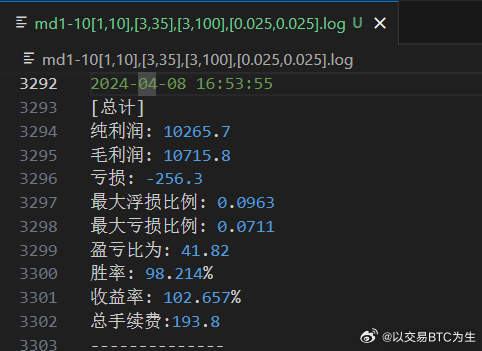 md1-10[1,10],[3,35],[3,100],[0.025,0.025].log U
md1-10[1,10],[3,35],[3,100],[0.025,0.025].log
3292 2024-04-08 16:53:55
3293 [总计]
3294 纯利润: 10265.7
3295 毛利润: 10715.8
3296 亏损: -256.3
3297 最大浮损比例: 0.0963
3298 最大亏损比例: 0.0711
3299 盈亏比为: 41.82
3300 胜率: 98.214%
3301 收益率: 102.657%
3302 总手续费:193.8
3303 --------------
@以交易BTC为生